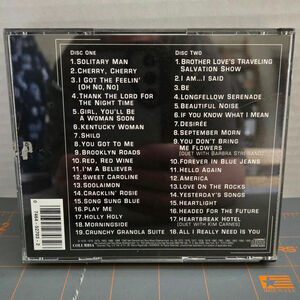 DISC ONE
1. SOLITARY MAN
2. CHERRY, CHERRY
3. I GOT THE FEELIN'
(OH NO, NO)
4. THANK THE LORD FOR
THE NIGHT TIME
5. GIRL, YOU'LL BE
A WOMAN SOON
6. KENTUCKY WOMAN
7. SHILO
8. YOU GOT TO ME
9. BROOKLYN ROADS
10. RED, RED WINE
11. I'M A BELIEVER
12. SWEET CAROLINE
13. SOOLAIMON
14. CRACKLIN' ROSIE
15. SONG SUNG BLUE
16. PLAY ME
17. HOLLY HOLY
18. MORNINGSIDE
19. CRUNCHY GRANOLA SUITE
DISC TWO
1. BROTHER LOVE'S TRAVELING
SALVATION SHOW
2. I AM...I SAID
3. BE
4. LONGFELLOW SERENADE
5. BEAUTIFUL NOISE
6. IF YOU KNOW WHAT I MEAN
7. DESIRÉE
8. SEPTEMBER MORN
9. YOU DON'T BRING
ME FLOWERS
(DUET WITH BARBRA STREISAND)
10. FOREVER IN BLUE JEANS
11. HELLO AGAIN
12. AMERICA
13. LOVE ON THE ROCKS
14. YESTERDAY'S SONGS
15. HEARTLIGHT
16. HEADED FOR THE FUTURE
17. HEARTBREAK HOTEL
(DUET WITH KIM CARNES)
18. ALL I REALLY NEED IS YOU
COLUMBIA